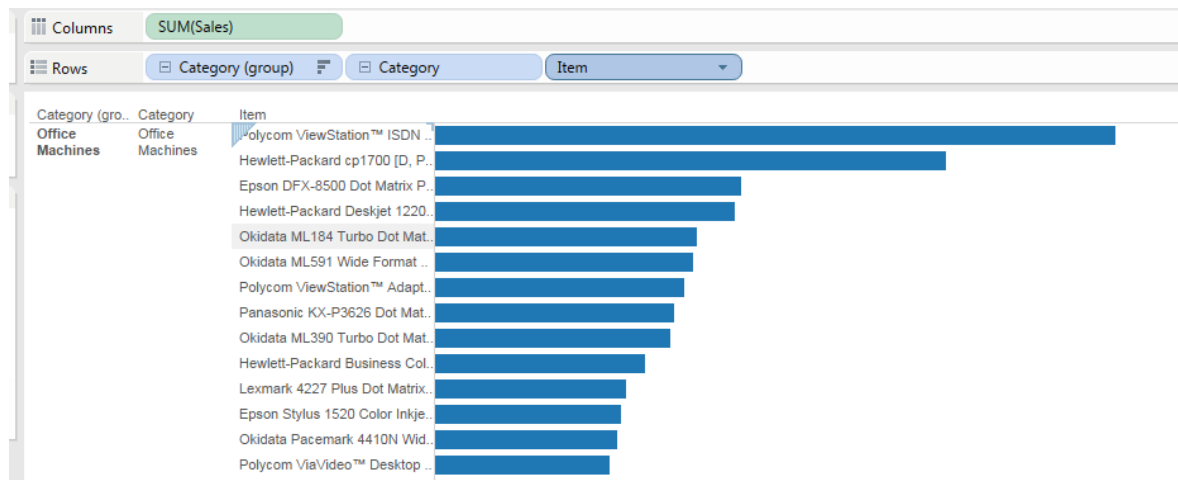 Columns SUM(Sales)
Rows Category (group) Category Item
Category (gro.. Category Item
Office Machines Office Machines Polycom ViewStation™ ISDN ..
Hewlett-Packard cp1700 [D, P..
Epson DFX-8500 Dot Matrix P..
Hewlett-Packard Deskjet 1220..
Okidata ML184 Turbo Dot Mat..
Okidata ML591 Wide Format ..
Polycom ViewStation™ Adapt..
Panasonic KX-P3626 Dot Mat..
Okidata ML390 Turbo Dot Mat..
Hewlett-Packard Business Col..
Lexmark 4227 Plus Dot Matrix..
Epson Stylus 1520 Color Inkje..
Okidata Pacemark 4410N Wid..
Polycom ViaVideo™ Desktop ..